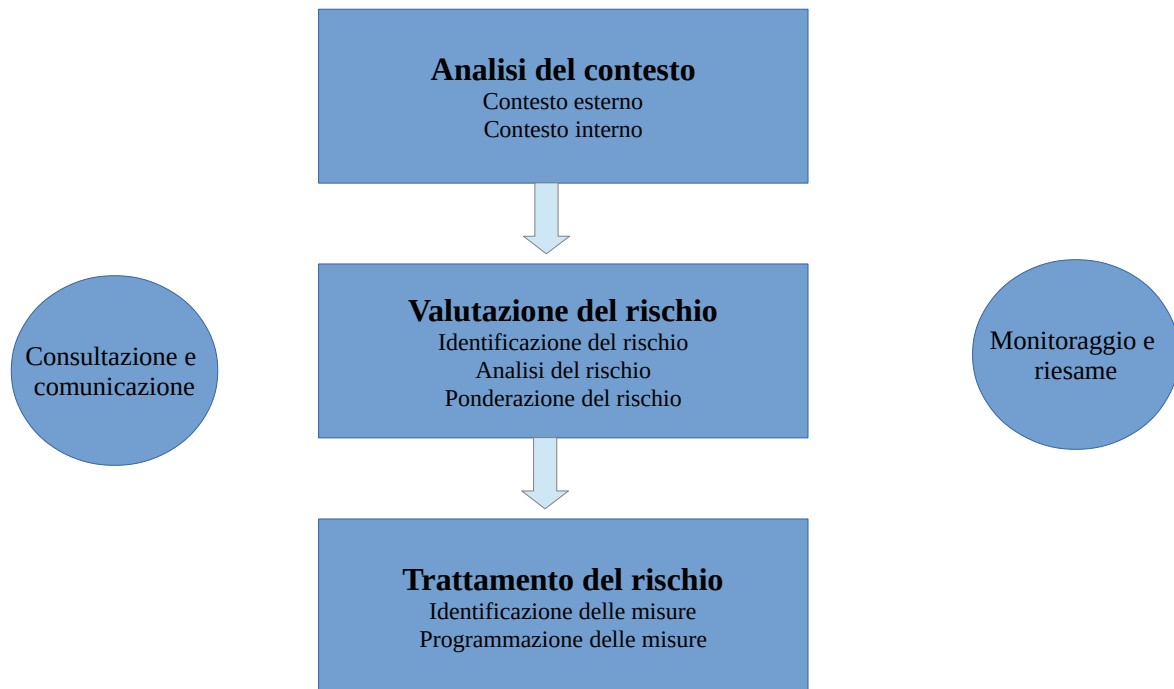 Analisi del contesto
Contesto esterno
Contesto interno
Valutazione del rischio
Identificazione del rischio
Analisi del rischio
Ponderazione del rischio
Consultazione e
comunicazione
Monitoraggio e
riesame
Trattamento del rischio
Identificazione delle misure
Programmazione delle misure